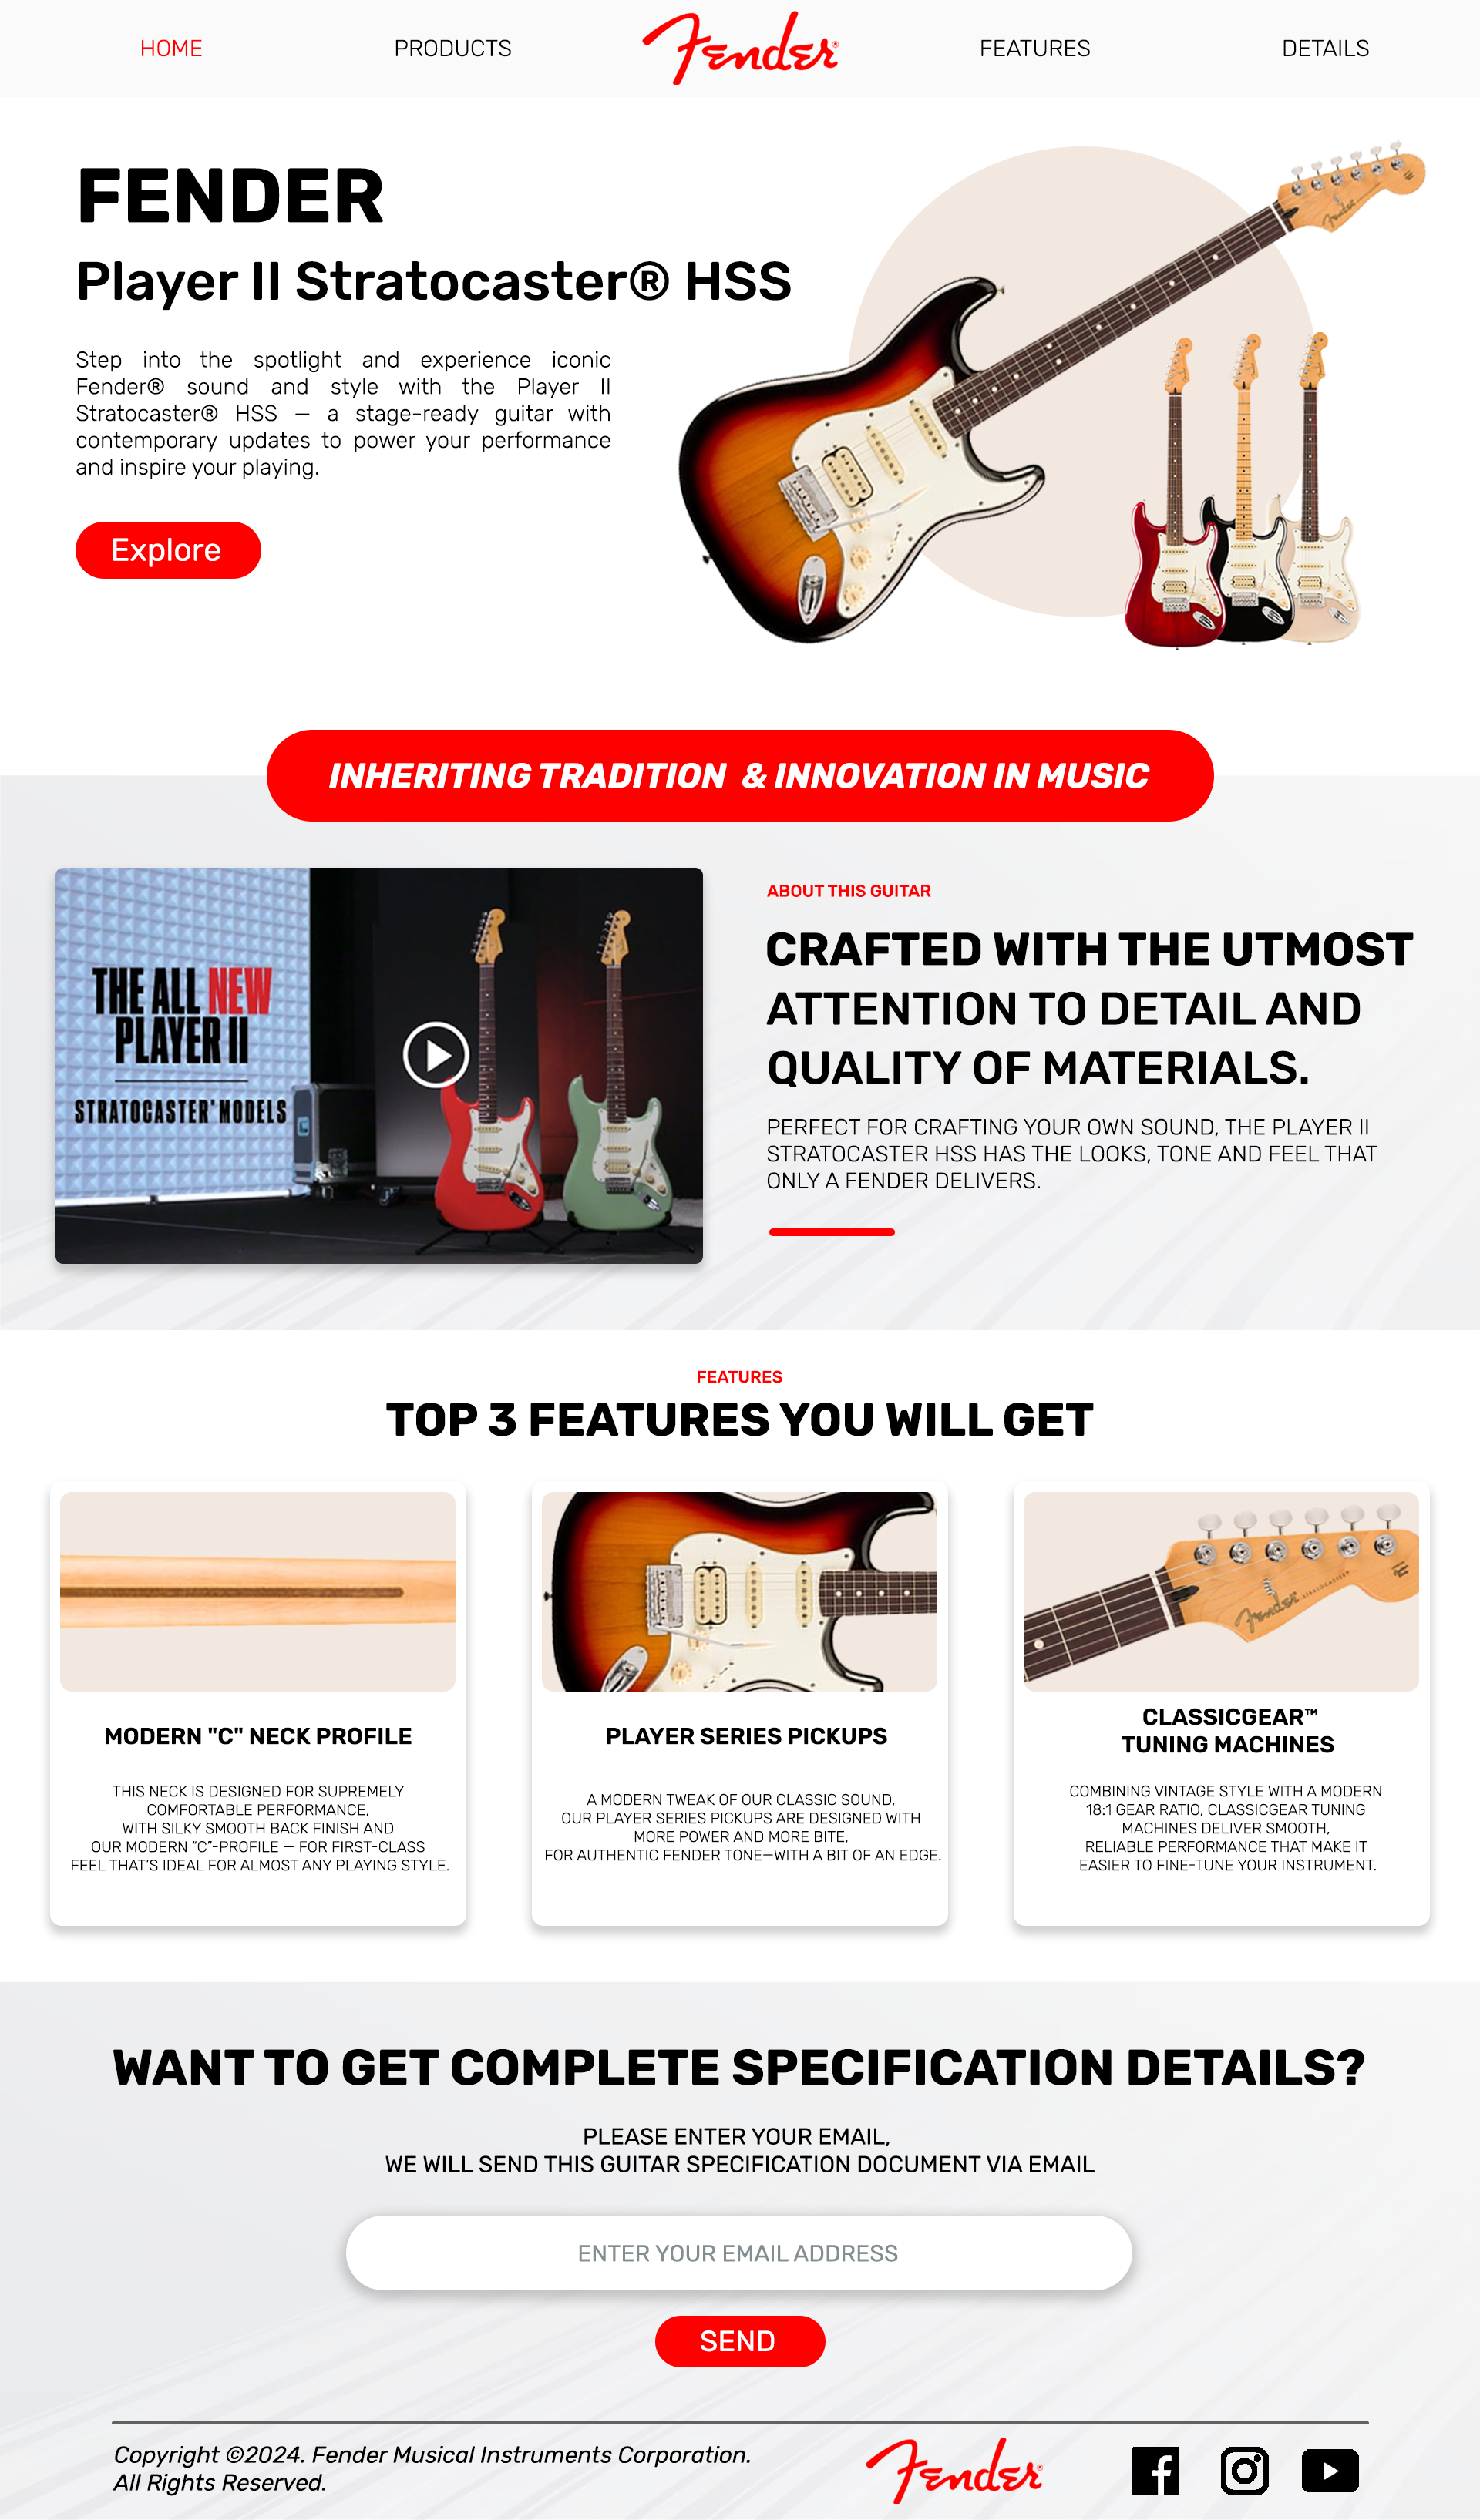 HOME
PRODUCTS
Fender®
FEATURES
DETAILS
FENDER
Player II Stratocaster® HSS
Step into the spotlight and experience iconic
Fender® sound and style with the Player II
Stratocaster® HSS – a stage-ready guitar with
contemporary updates to power your performance
and inspire your playing.
Explore
Fender
INHERITING TRADITION & INNOVATION IN MUSIC
THE ALL NEW
PLAYER II
STRATOCASTER® MODELS
ABOUT THIS GUITAR
CRAFTED WITH THE UTMOST
ATTENTION TO DETAIL AND
QUALITY OF MATERIALS.
PERFECT FOR CRAFTING YOUR OWN SOUND, THE PLAYER II
STRATOCASTER HSS HAS THE LOOKS, TONE AND FEEL THAT
ONLY A FENDER DELIVERS.
FEATURES
TOP 3 FEATURES YOU WILL GET
Fender STRATOCASTER
MODERN "C" NECK PROFILE
THIS NECK IS DESIGNED FOR SUPREMELY
COMFORTABLE PERFORMANCE,
WITH SILKY SMOOTH BACK FINISH AND
OUR MODERN “C”-PROFILE – FOR FIRST-CLASS
FEEL THAT’S IDEAL FOR ALMOST ANY PLAYING STYLE.
PLAYER SERIES PICKUPS
A MODERN TWEAK OF OUR CLASSIC SOUND,
OUR PLAYER SERIES PICKUPS ARE DESIGNED WITH
MORE POWER AND MORE BITE,
FOR AUTHENTIC FENDER TONE—WITH A BIT OF AN EDGE.
CLASSICGEAR™
TUNING MACHINES
COMBINING VINTAGE STYLE WITH A MODERN
18:1 GEAR RATIO, CLASSICGEAR TUNING
MACHINES DELIVER SMOOTH,
RELIABLE PERFORMANCE THAT MAKE IT
EASIER TO FINE-TUNE YOUR INSTRUMENT.
WANT TO GET COMPLETE SPECIFICATION DETAILS?
PLEASE ENTER YOUR EMAIL,
WE WILL SEND THIS GUITAR SPECIFICATION DOCUMENT VIA EMAIL
ENTER YOUR EMAIL ADDRESS
SEND
Copyright ©2024. Fender Musical Instruments Corporation.
All Rights Reserved.
Fender®